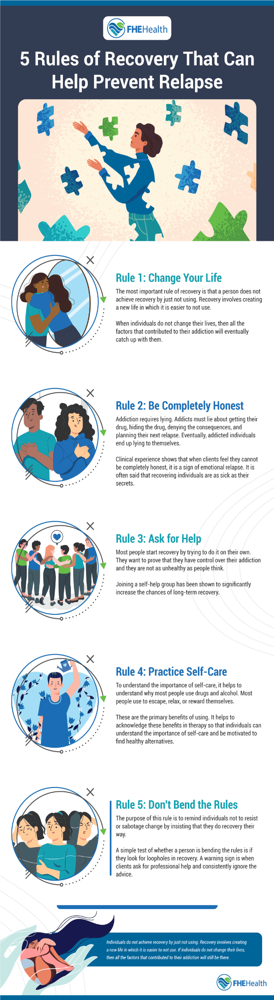 FHEHealth
5 Rules of Recovery That Can
Help Prevent Relapse
Rule 1: Change Your Life
The most important rule of recovery is that a person does not
achieve recovery by just not using. Recovery involves creating
a new life in which it is easier to not use.
When individuals do not change their lives, then all the
factors that contributed to their addiction will eventually
catch up with them.
Rule 2: Be Completely Honest
Addiction requires lying. Addicts must lie about getting their
drug, hiding the drug, denying the consequences, and
planning their next relapse. Eventually, addicted individuals
end up lying to themselves.
Clinical experience shows that when clients feel they cannot
be completely honest, it is a sign of emotional relapse. It is
often said that recovering individuals are as sick as their
secrets.
Rule 3: Ask for Help
Most people start recovery by trying to do it on their own.
They want to prove that they have control over their addiction
and they are not as unhealthy as people think.
Joining a self-help group has been shown to significantly
increase the chances of long-term recovery.
Rule 4: Practice Self-Care
To understand the importance of self-care, it helps to
understand why most people use drugs and alcohol. Most
people use to escape, relax, or reward themselves.
These are the primary benefits of using. It helps to
acknowledge these benefits in therapy so that individuals can
understand the importance of self-care and be motivated to
find healthy alternatives.
Rule 5: Don't Bend the Rules
The purpose of this rule is to remind individuals not to resist
or sabotage change by insisting that they do recovery their
way.
A simple test of whether a person is bending the rules is if
they look for loopholes in recovery. A warning sign is when
clients ask for professional help and consistently ignore the
advice.
Individuals do not achieve recovery by just not using. Recovery involves creating
a new life in which it is easier to not use. If individuals do not change their lives,
then all the factors that contributed to their addiction will still be there.
FHEHealth